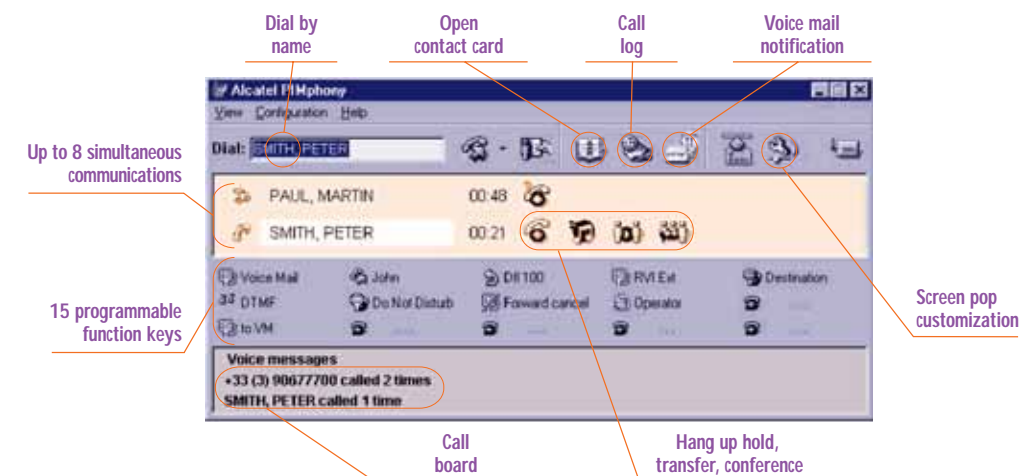 Dial by
name
Open
contact card
Call
log
Voice mail
notification
Alcatel PIMphony
View Configuration Help
Dial: SMITH, PETER
Up to 8 simultaneous
communications
PAUL, MARTIN 00:48
SMITH, PETER 00:21
15 programmable
function keys
Voice Mail John DII 100 RVI Ext Destination
DTMF Do Not Disturb Forward cancel Operator ....
to VM .... .... .... ....
Screen pop
customization
Voice messages
+33 (3) 90677700 called 2 times
SMITH, PETER called 1 time
Call
board
Hang up hold,
transfer, conference